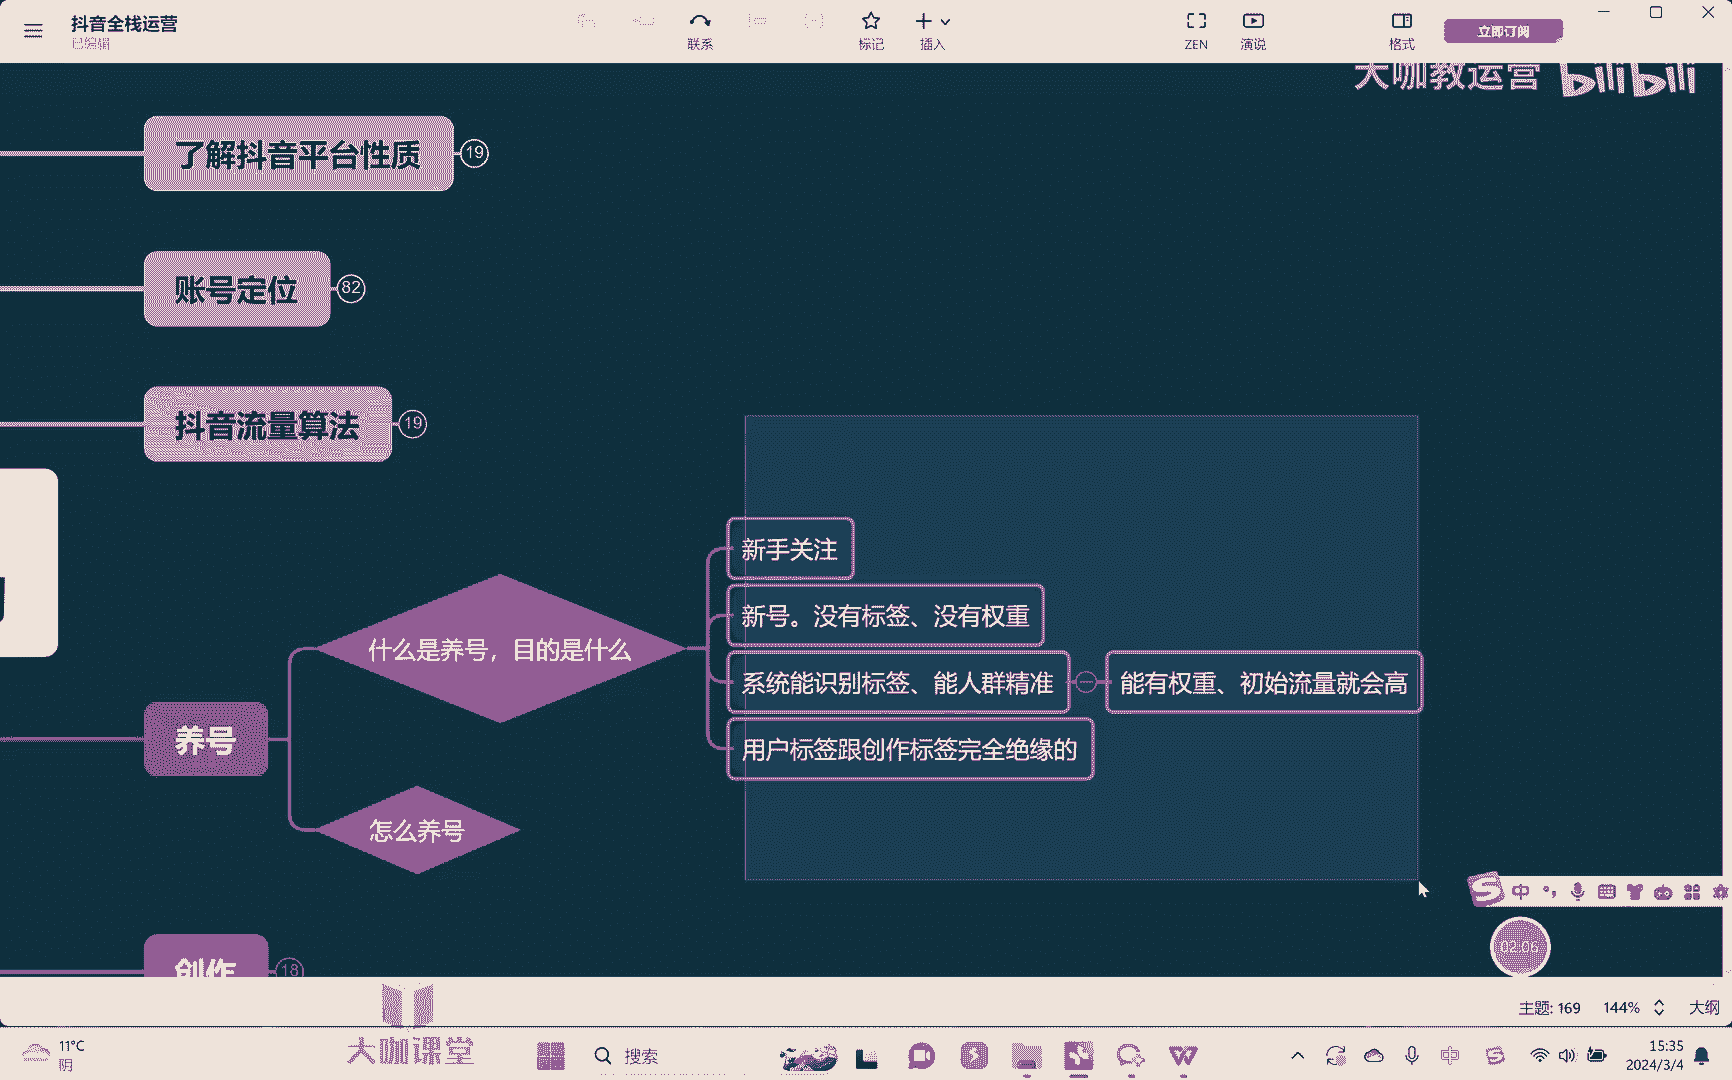 抖音全栈运营
已编辑
联系
标记
插入
ZEN
演说
格式
立即订阅
大咖教运营 bilibili
了解抖音平台性质
19
账号定位
82
抖音流量算法
19
新手关注
新号。没有标签、没有权重
什么是养号，目的是什么
系统能识别标签、能人群精准
能有权重、初始流量就会高
用户标签跟创作标签完全绝缘的
养号
怎么养号
中
创作
18
02:06
主题: 169
144%
大纲
大咖课堂
11°C
阴
搜索
中
15:35
2024/3/4